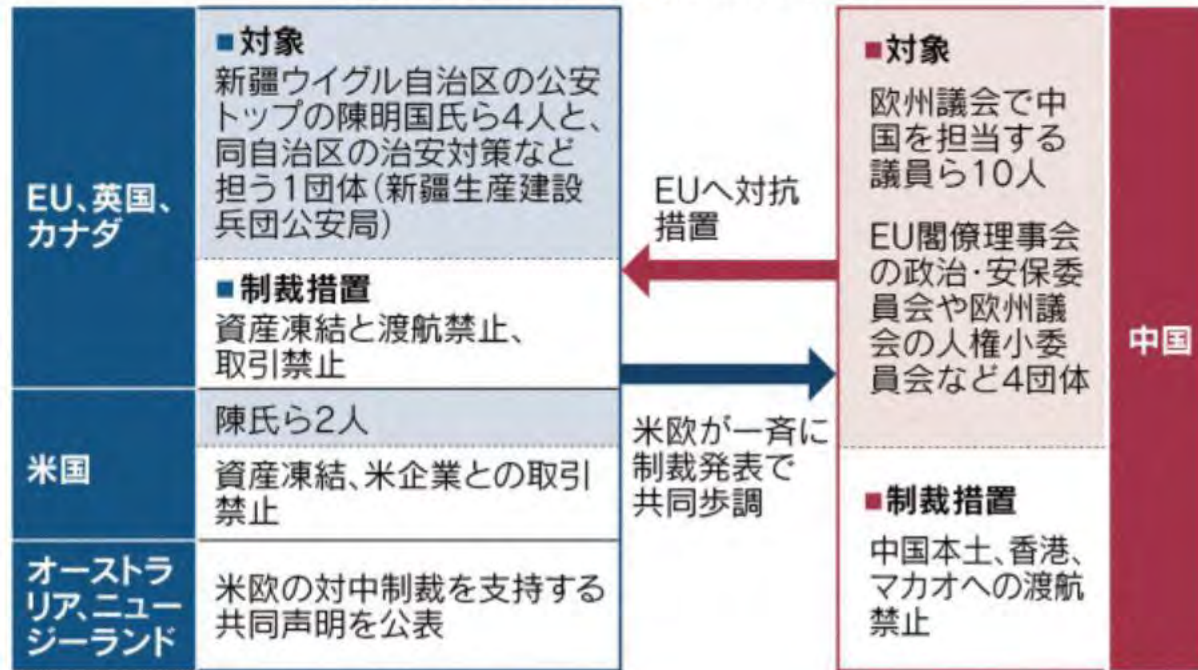 EU、英国、
カナダ
■対象
新疆ウイグル自治区の公安
トップの陳明国氏ら4人と、
同自治区の治安対策など
担う1団体(新疆生産建設
兵団公安局)
■制裁措置
資産凍結と渡航禁止、
取引禁止
米国
陳氏ら2人
資産凍結、米企業との取引
禁止
オーストラ
リア、ニュー
ジーランド
米欧の対中制裁を支持する
共同声明を公表
EUへ対抗
措置
米欧が一斉に
制裁発表で
共同歩調
■対象
欧州議会で中
国を担当する
議員ら10人
EU閣僚理事会
の政治・安保委
員会や欧州議
会の人権小委
員会など4団体
■制裁措置
中国本土、香港、
マカオへの渡航
禁止
中国